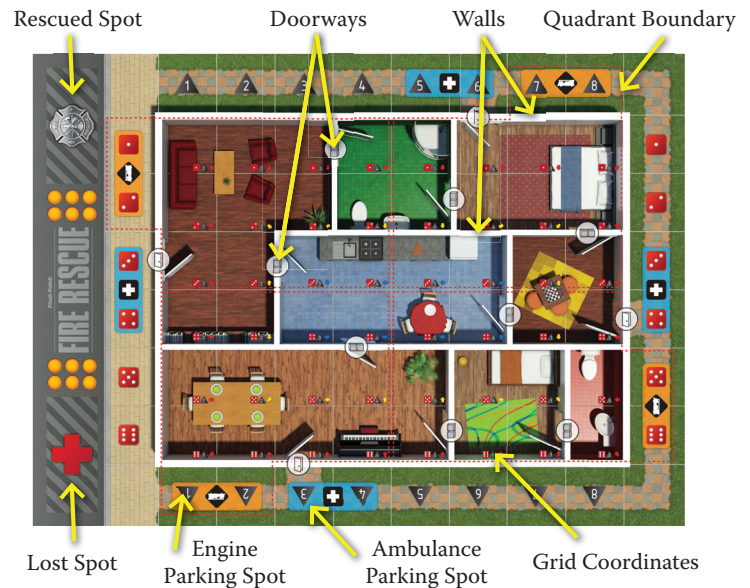 Rescued Spot
Doorways
Walls
Quadrant Boundary
1 2 3 4 5 6 7 8
Flash Point:
FIRE RESCUE
1 2 3 4 5 6 7 8
Lost Spot
Engine
Parking Spot
Ambulance
Parking Spot
Grid Coordinates